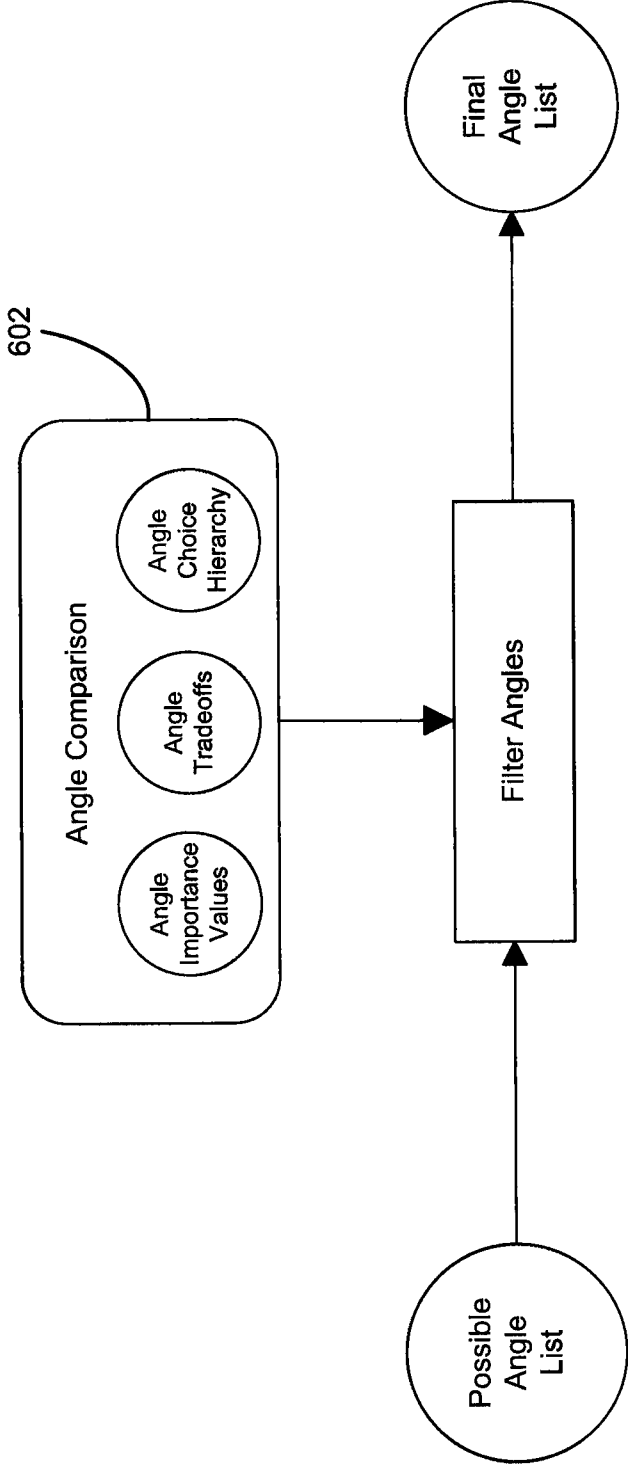 602
Angle Comparison
Angle
Importance
Values
Angle
Tradeoffs
Angle
Choice
Hierarchy
Possible
Angle
List
Filter Angles
Final
Angle
List